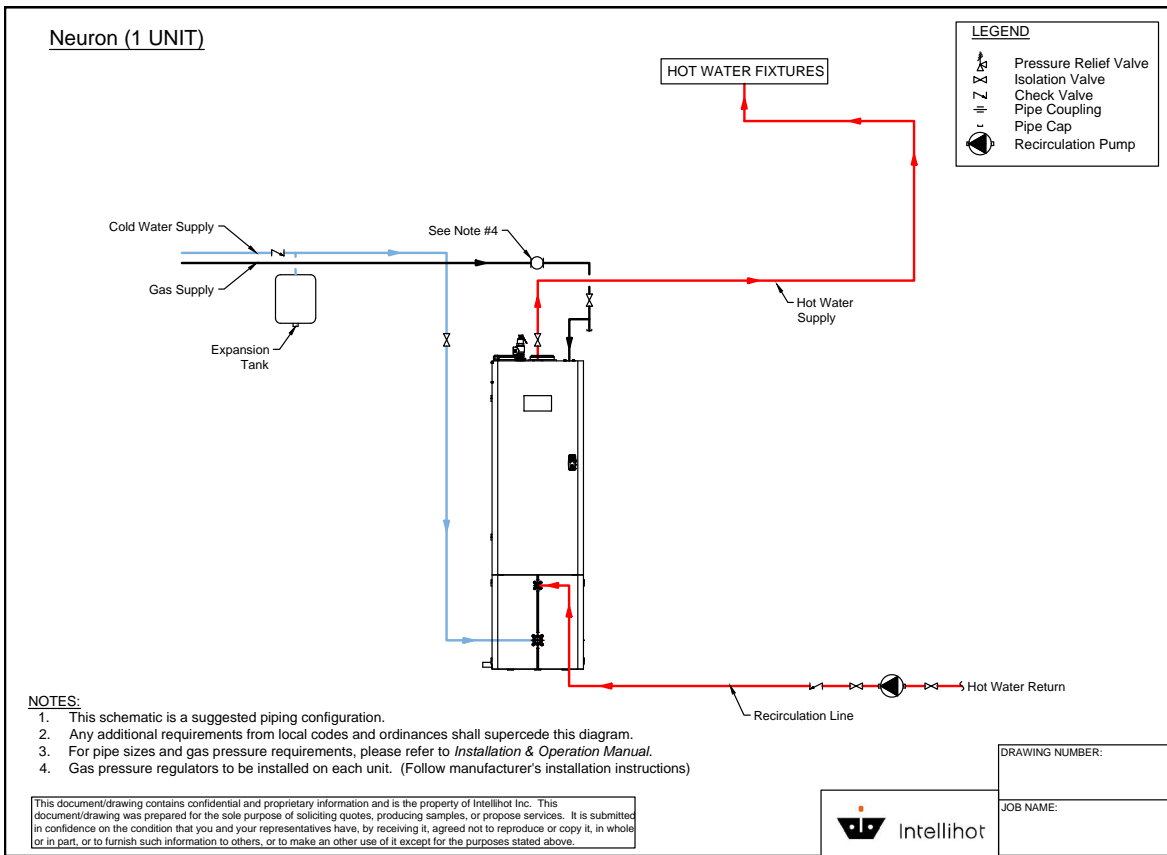 Neuron (1 UNIT)
LEGEND
Pressure Relief Valve
Isolation Valve
Check Valve
Pipe Coupling
Pipe Cap
Recirculation Pump
HOT WATER FIXTURES
Cold Water Supply
See Note #4
Gas Supply
Hot Water
Supply
Expansion
Tank
Hot Water Return
Recirculation Line
NOTES:
1. This schematic is a suggested piping configuration.
2. Any additional requirements from local codes and ordinances shall supercede this diagram.
3. For pipe sizes and gas pressure requirements, please refer to Installation & Operation Manual.
4. Gas pressure regulators to be installed on each unit. (Follow manufacturer's installation instructions)
This document/drawing contains confidential and proprietary information and is the property of Intellihot Inc. This
document/drawing was prepared for the sole purpose of soliciting quotes, producing samples, or propose services. It is submitted
in confidence on the condition that you and your representatives have, by receiving it, agreed not to reproduce or copy it, in whole
or in part, or to furnish such information to others, or to make an other use of it except for the purposes stated above.
Intellihot
DRAWING NUMBER:
JOB NAME: